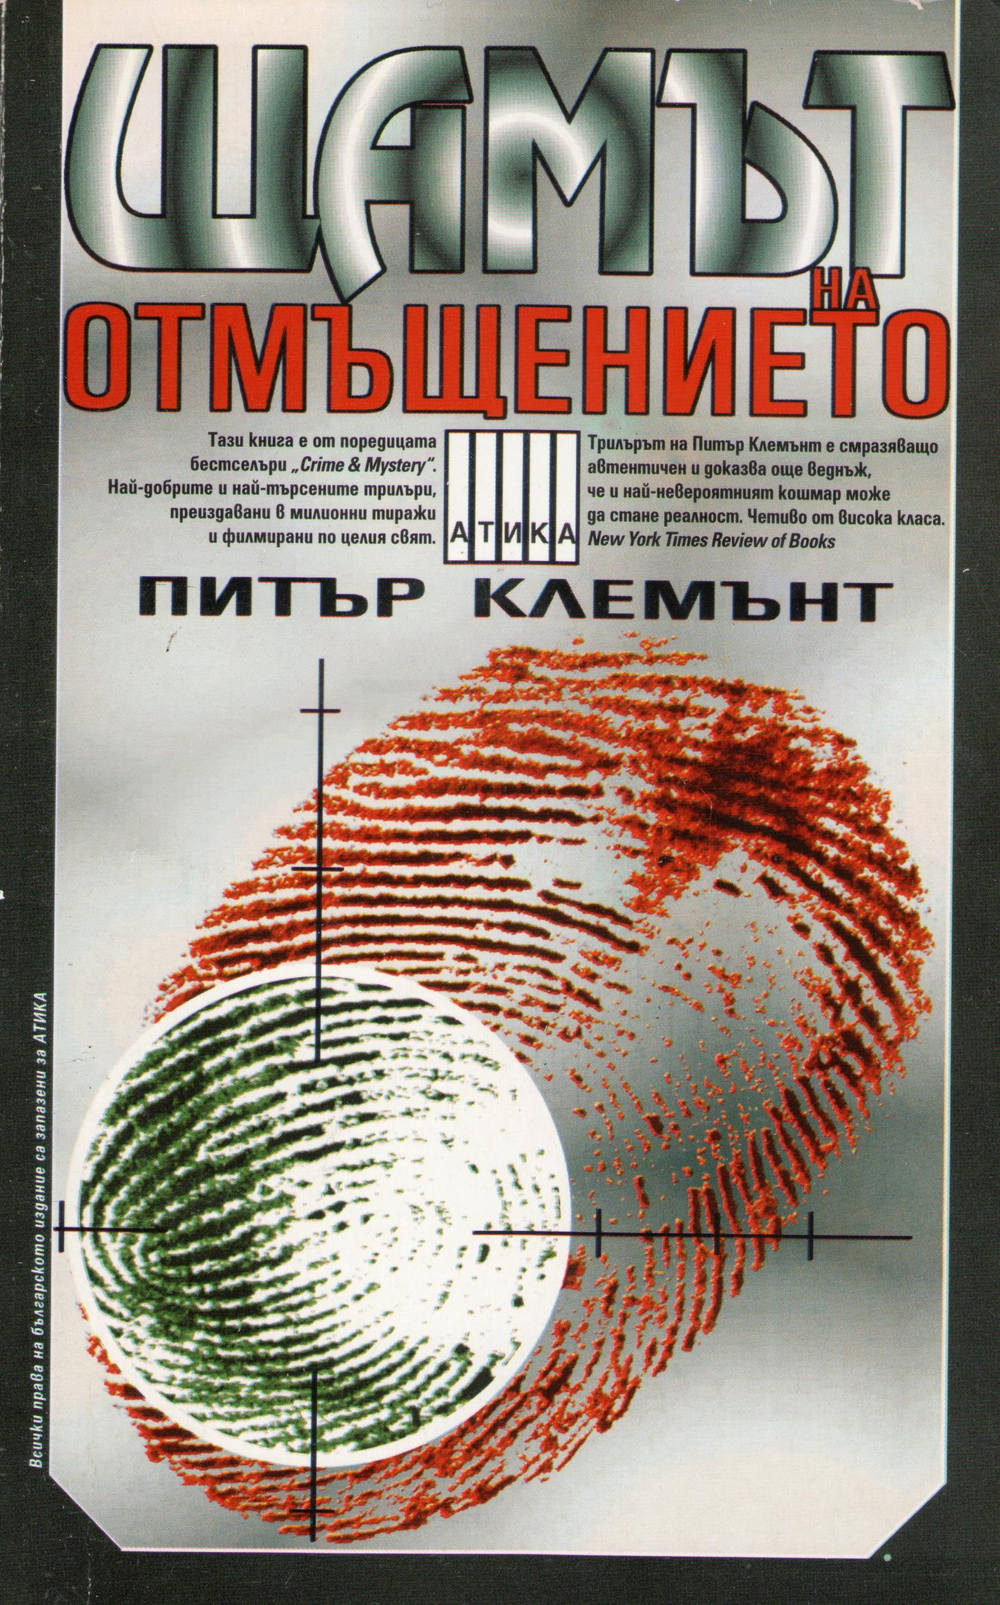 ЩАМЪТ
НА
ОТМЪЩЕНИЕТО
Тази книга е от поредицата
бестселъри „Crime & Mystery“.
Най-добрите и най-търсените трилъри,
преиздавани в милионни тиражи
и филмирани по целия свят.
АТИКА
Трилърът на Питър Клемънт е смразяващо
автентичен и доказва още веднъж,
че и най-невероятният кошмар може
да стане реалност. Четиво от висока класа.
New York Times Review of Books
ПИТЪР КЛЕМЪНТ
Всички права на българското издание са запазени за АТИКА